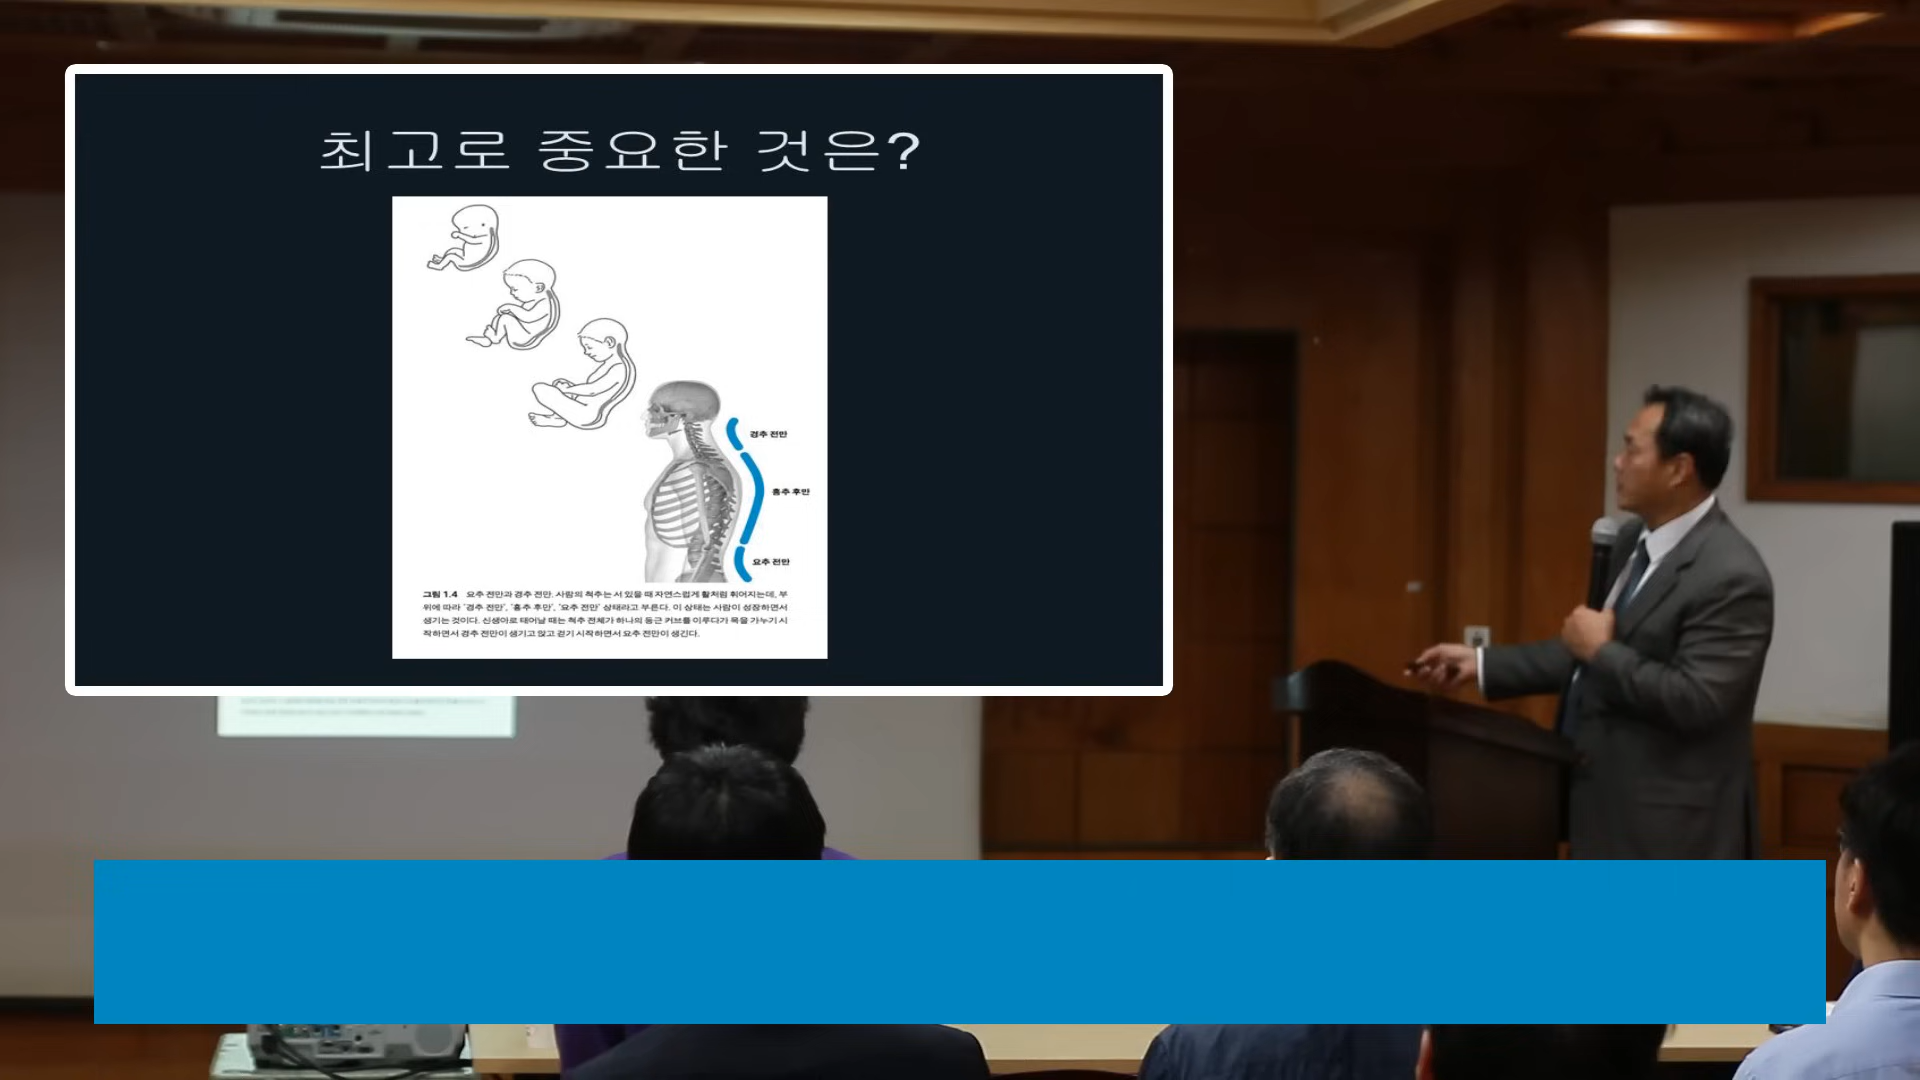 최고로 중요한 것은?
경추 전만
흉추 후만
요추 전만
그림 1.4 요추 전만과 경추 전만. 사람의 척추는 서 있을 때 자연스럽게 활처럼 휘어지는데, 부
위에 따라 ‘경추 전만’, ‘흉추 후만’, ‘요추 전만’ 상태라고 부른다. 이 상태는 사람이 성장하면서
생기는 것이다. 신생아로 태어날 때는 척추 전체가 하나의 둥근 커브를 이루다가 목을 가누기 시
작하면서 경추 전만이 생기고 앉고 걷기 시작하면서 요추 전만이 생긴다.